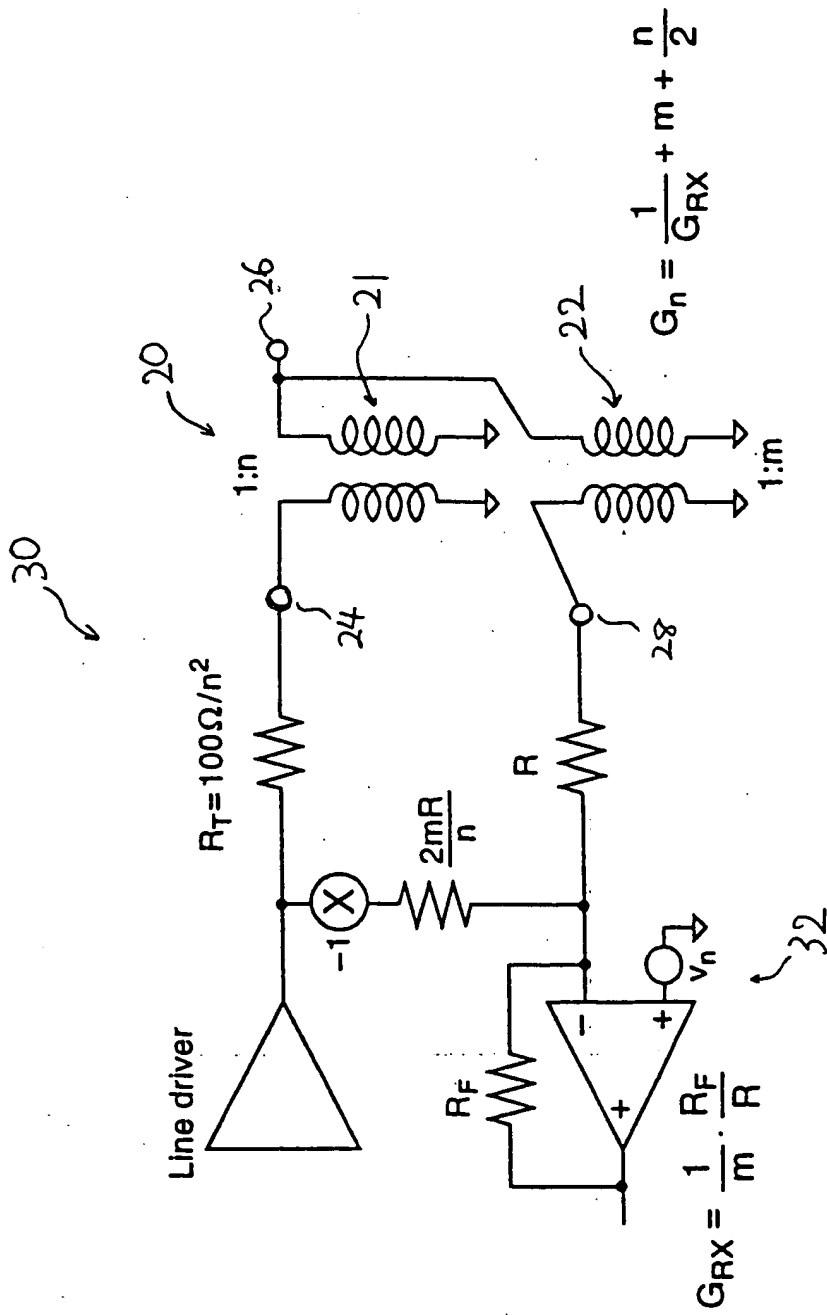 30
20
1:n
26
21
R_T=100Ω/n²
24
Line driver
-1
X
2mR/n
R
28
22
1:m
R_F
-
+
+
v_n
32
G_RX = 1/m · R_F/R
G_n = 1/G_RX + m + n/2